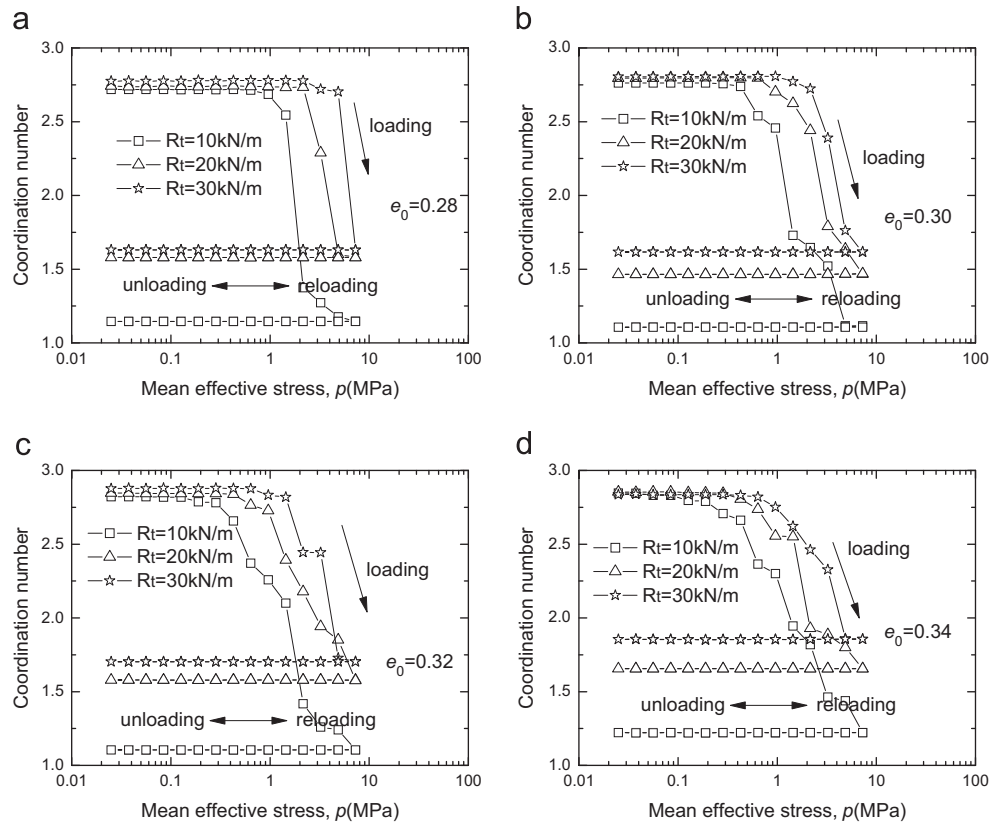 a
3.0
2.5
2.0
1.5
1.0
Coordination number
Rt=10kN/m
Rt=20kN/m
Rt=30kN/m
loading
e0=0.28
unloading
reloading
0.01
0.1
1
10
100
Mean effective stress, p(MPa)
b
3.0
2.5
2.0
1.5
1.0
Coordination number
Rt=10kN/m
Rt=20kN/m
Rt=30kN/m
loading
e0=0.30
unloading
reloading
0.01
0.1
1
10
100
Mean effective stress, p(MPa)
c
3.0
2.5
2.0
1.5
1.0
Coordination number
Rt=10kN/m
Rt=20kN/m
Rt=30kN/m
loading
e0=0.32
unloading
reloading
0.01
0.1
1
10
100
Mean effective stress, p(MPa)
d
3.0
2.5
2.0
1.5
1.0
Coordination number
Rt=10kN/m
Rt=20kN/m
Rt=30kN/m
loading
e0=0.34
unloading
reloading
0.01
0.1
1
10
100
Mean effective stress, p(MPa)